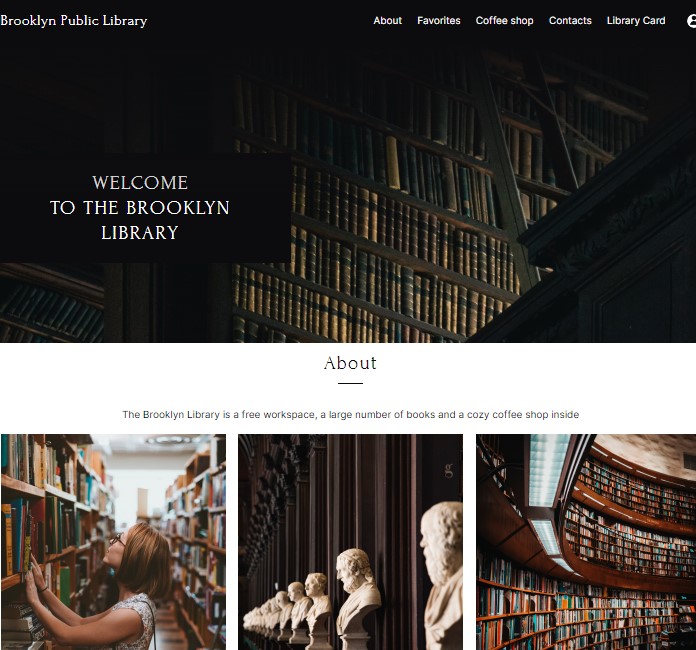 Brooklyn Public Library
About Favorites Coffee shop Contacts Library Card
WELCOME
TO THE BROOKLYN
LIBRARY
About
The Brooklyn Library is a free workspace, a large number of books and a cozy coffee shop inside
g